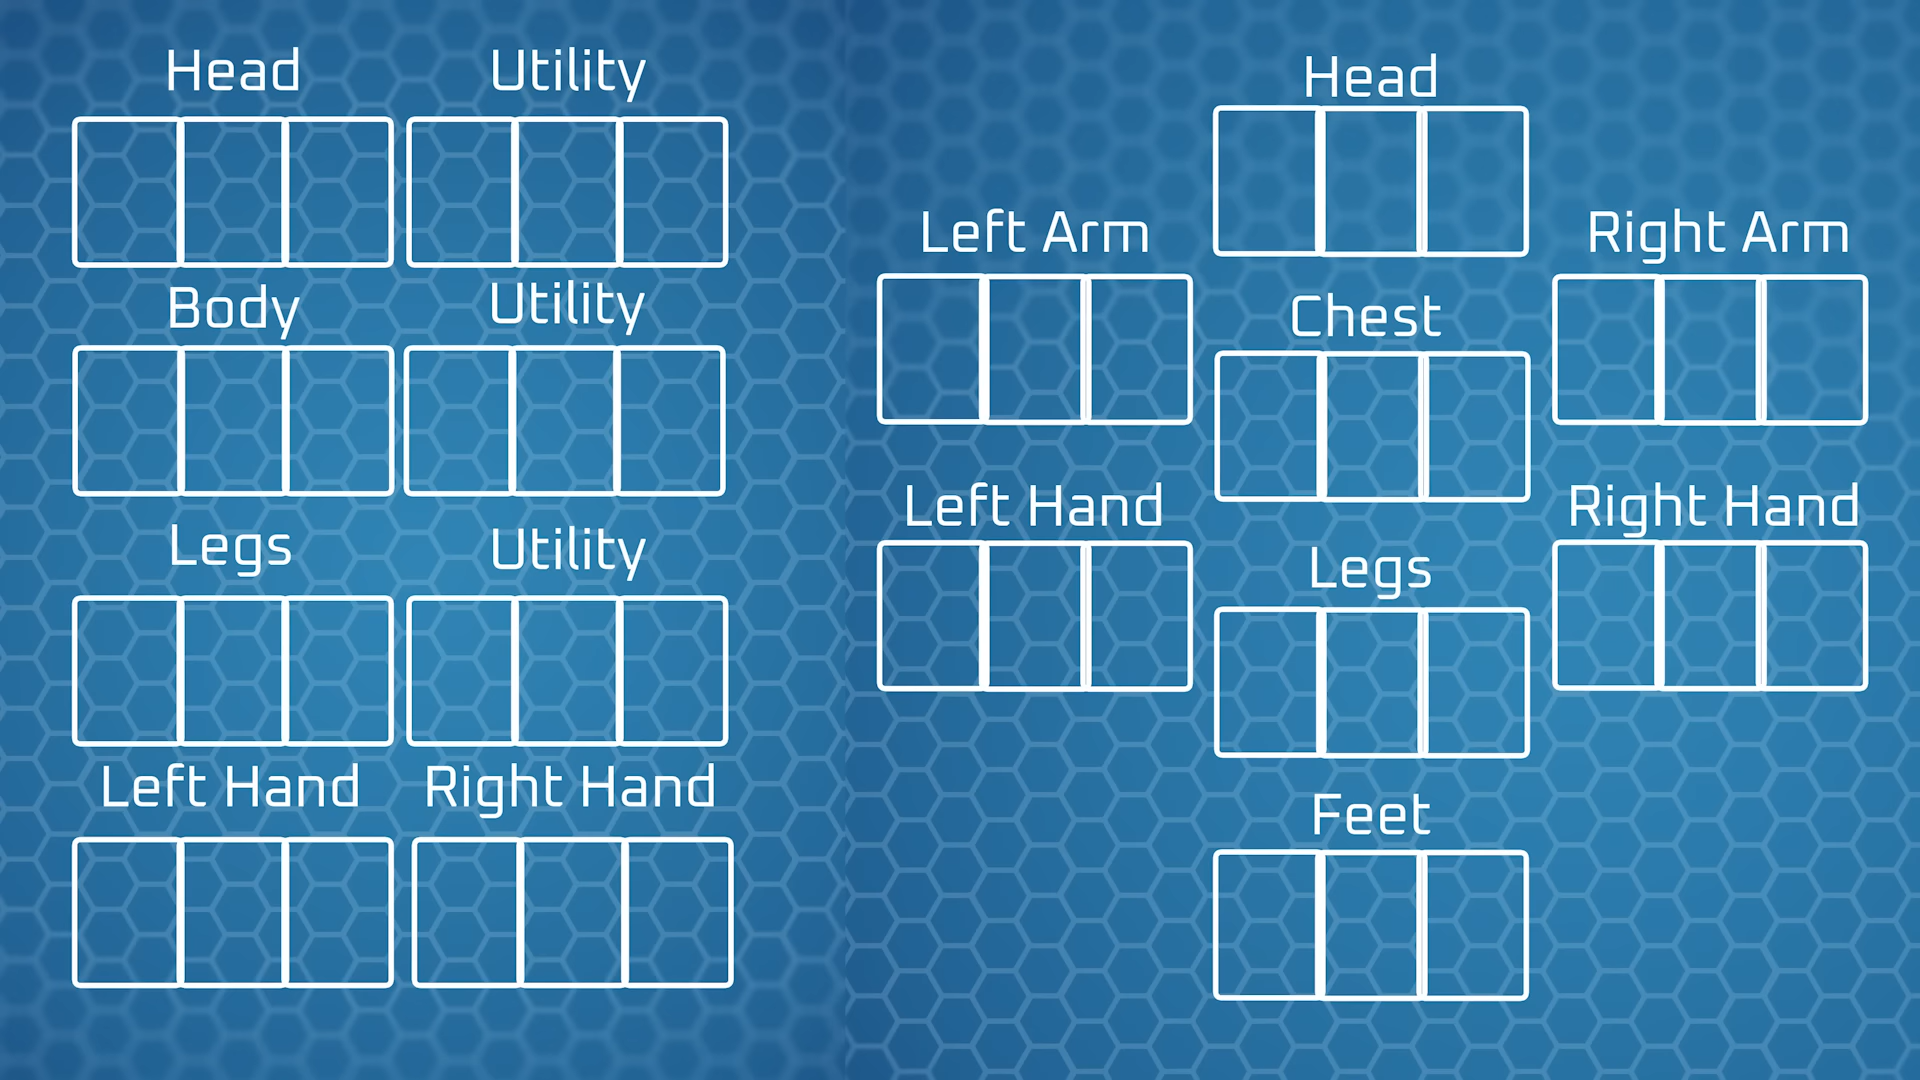 Head
Utility
Body
Utility
Legs
Utility
Left Hand
Right Hand
Head
Left Arm
Right Arm
Chest
Left Hand
Right Hand
Legs
Feet